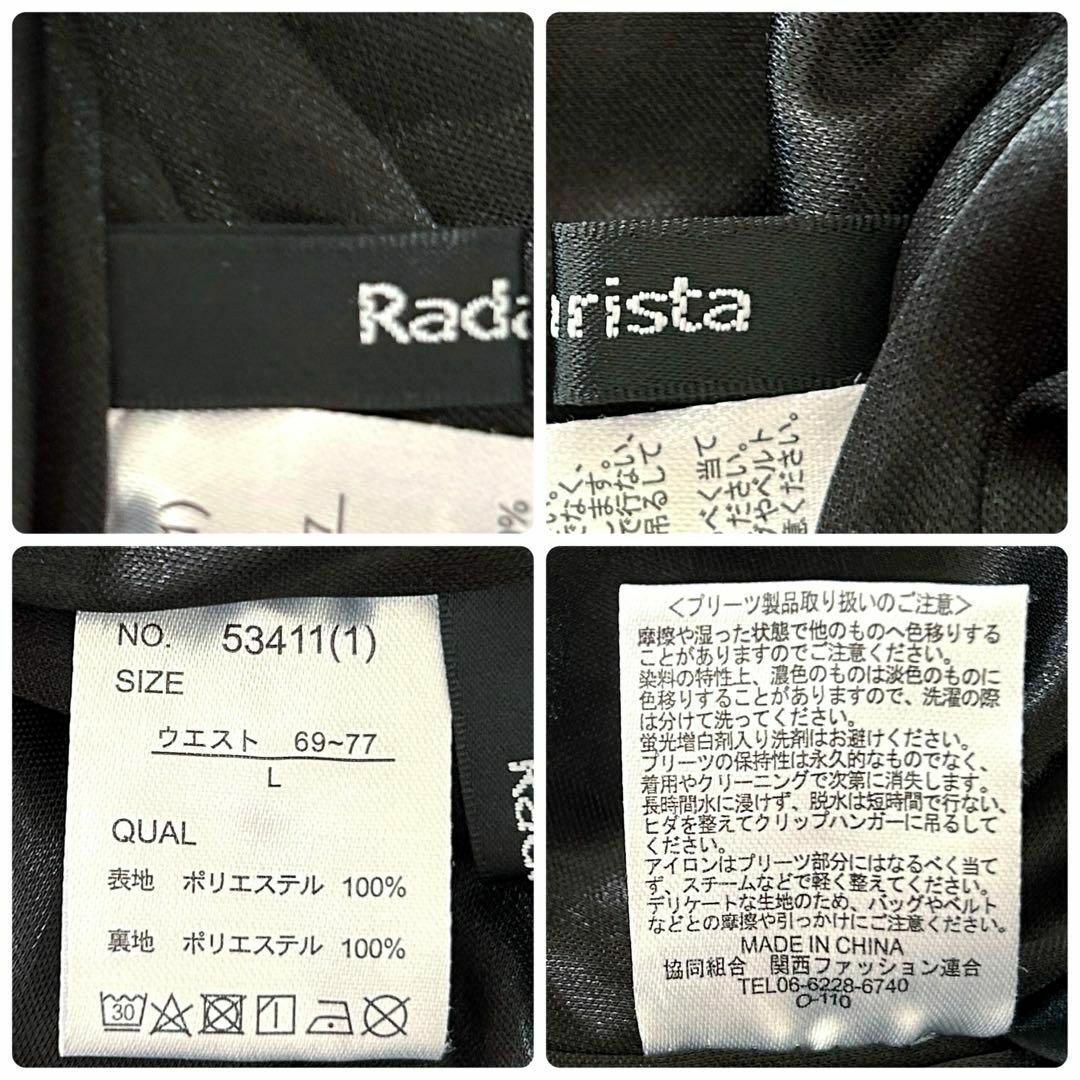 Rada
arista
NO. 53411(1)
SIZE
ウエスト 69~77
L
QUAL
表地 ポリエステル 100%
裏地 ポリエステル 100%
30
<プリーツ製品取り扱いのご注意>
摩擦や湿った状態で他のものへ色移りする
ことがありますのでご注意ください。
染料の特性上、濃色のものは淡色のものに
色移りすることがありますので、洗濯の際
は分けて洗ってください。
蛍光増白剤入り洗剤はお避けください。
プリーツの保持性は永久的なものでなく、
着用やクリーニングで次第に消失します。
長時間水に浸けず、脱水は短時間で行ない、
ヒダを整えてクリップハンガーに吊るして
ください。
アイロンはプリーツ部分にはなるべく当て
ず、スチームなどで軽く整えてください。
デリケートな生地のため、バッグやベルト
などとの摩擦や引っかけにご注意ください。
MADE IN CHINA
協同組合 関西ファッション連合
TEL06-6228-6740
O-110